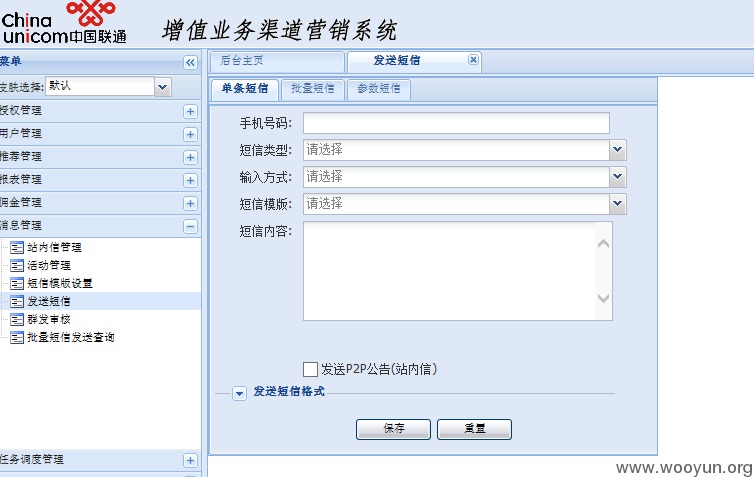 China
unicom中国联通
增值业务渠道营销系统
菜单
后台主页
发送短信
皮肤选择:
默认
单条短信
批量短信
参数短信
授权管理
用户管理
推荐管理
报表管理
佣金管理
消息管理
站内信管理
活动管理
短信模版设置
发送短信
群发审核
批量短信发送查询
任务调度管理
手机号码:
短信类型:
请选择
输入方式:
请选择
短信模版:
请选择
短信内容:
发送P2P公告(站内信)
发送短信格式
保存
重置
www.wooyun.org